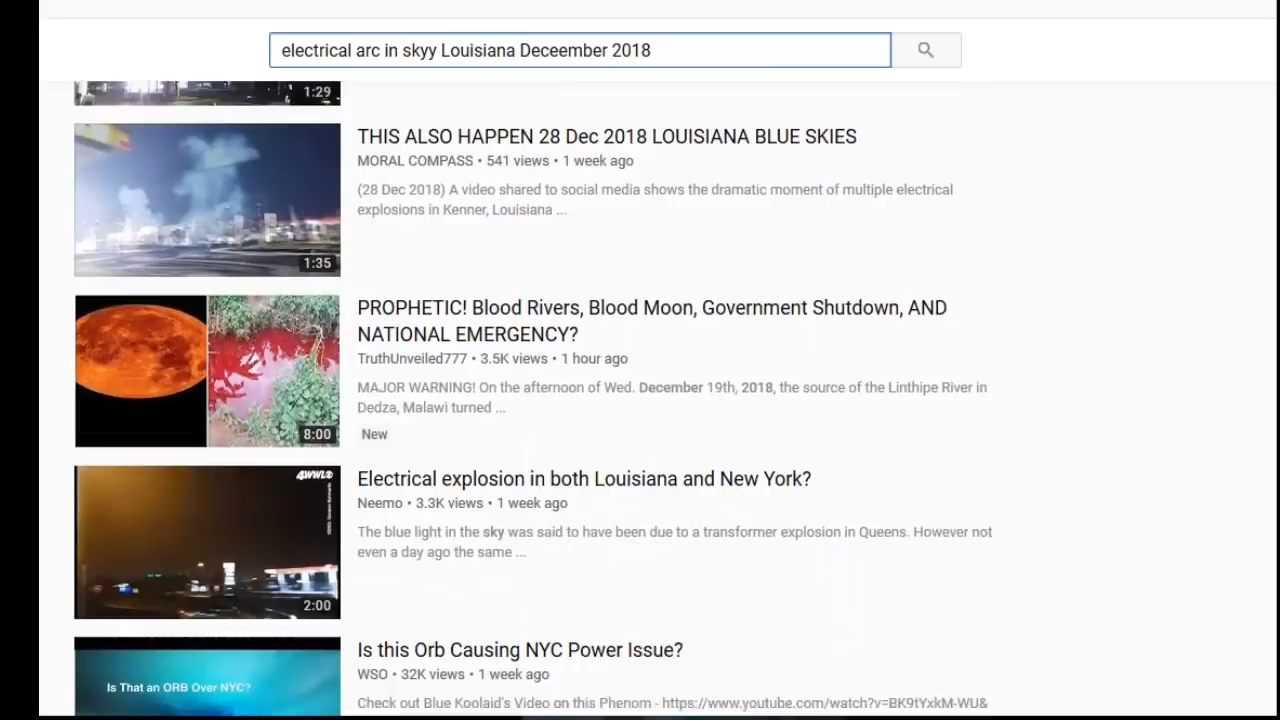 electrical arc in skyy Louisiana Deceember 2018
1:29
THIS ALSO HAPPEN 28 Dec 2018 LOUISIANA BLUE SKIES
MORAL COMPASS • 541 views • 1 week ago
(28 Dec 2018) A video shared to social media shows the dramatic moment of multiple electrical
explosions in Kenner, Louisiana ...
1:35
PROPHETIC! Blood Rivers, Blood Moon, Government Shutdown, AND
NATIONAL EMERGENCY?
TruthUnveiled777 • 3.5K views • 1 hour ago
MAJOR WARNING! On the afternoon of Wed. December 19th, 2018, the source of the Linthipe River in
Dedza, Malawi turned ...
New
8:00
Electrical explosion in both Louisiana and New York?
Neemo • 3.3K views • 1 week ago
The blue light in the sky was said to have been due to a transformer explosion in Queens. However not
even a day ago the same ...
4WWL
2:00
Is this Orb Causing NYC Power Issue?
WSO • 32K views • 1 week ago
Is That an ORB Over NYC?
Check out Blue Koolaid's Video on this Phenom - https://www.youtube.com/watch?v=BK9tYxkM-WU&